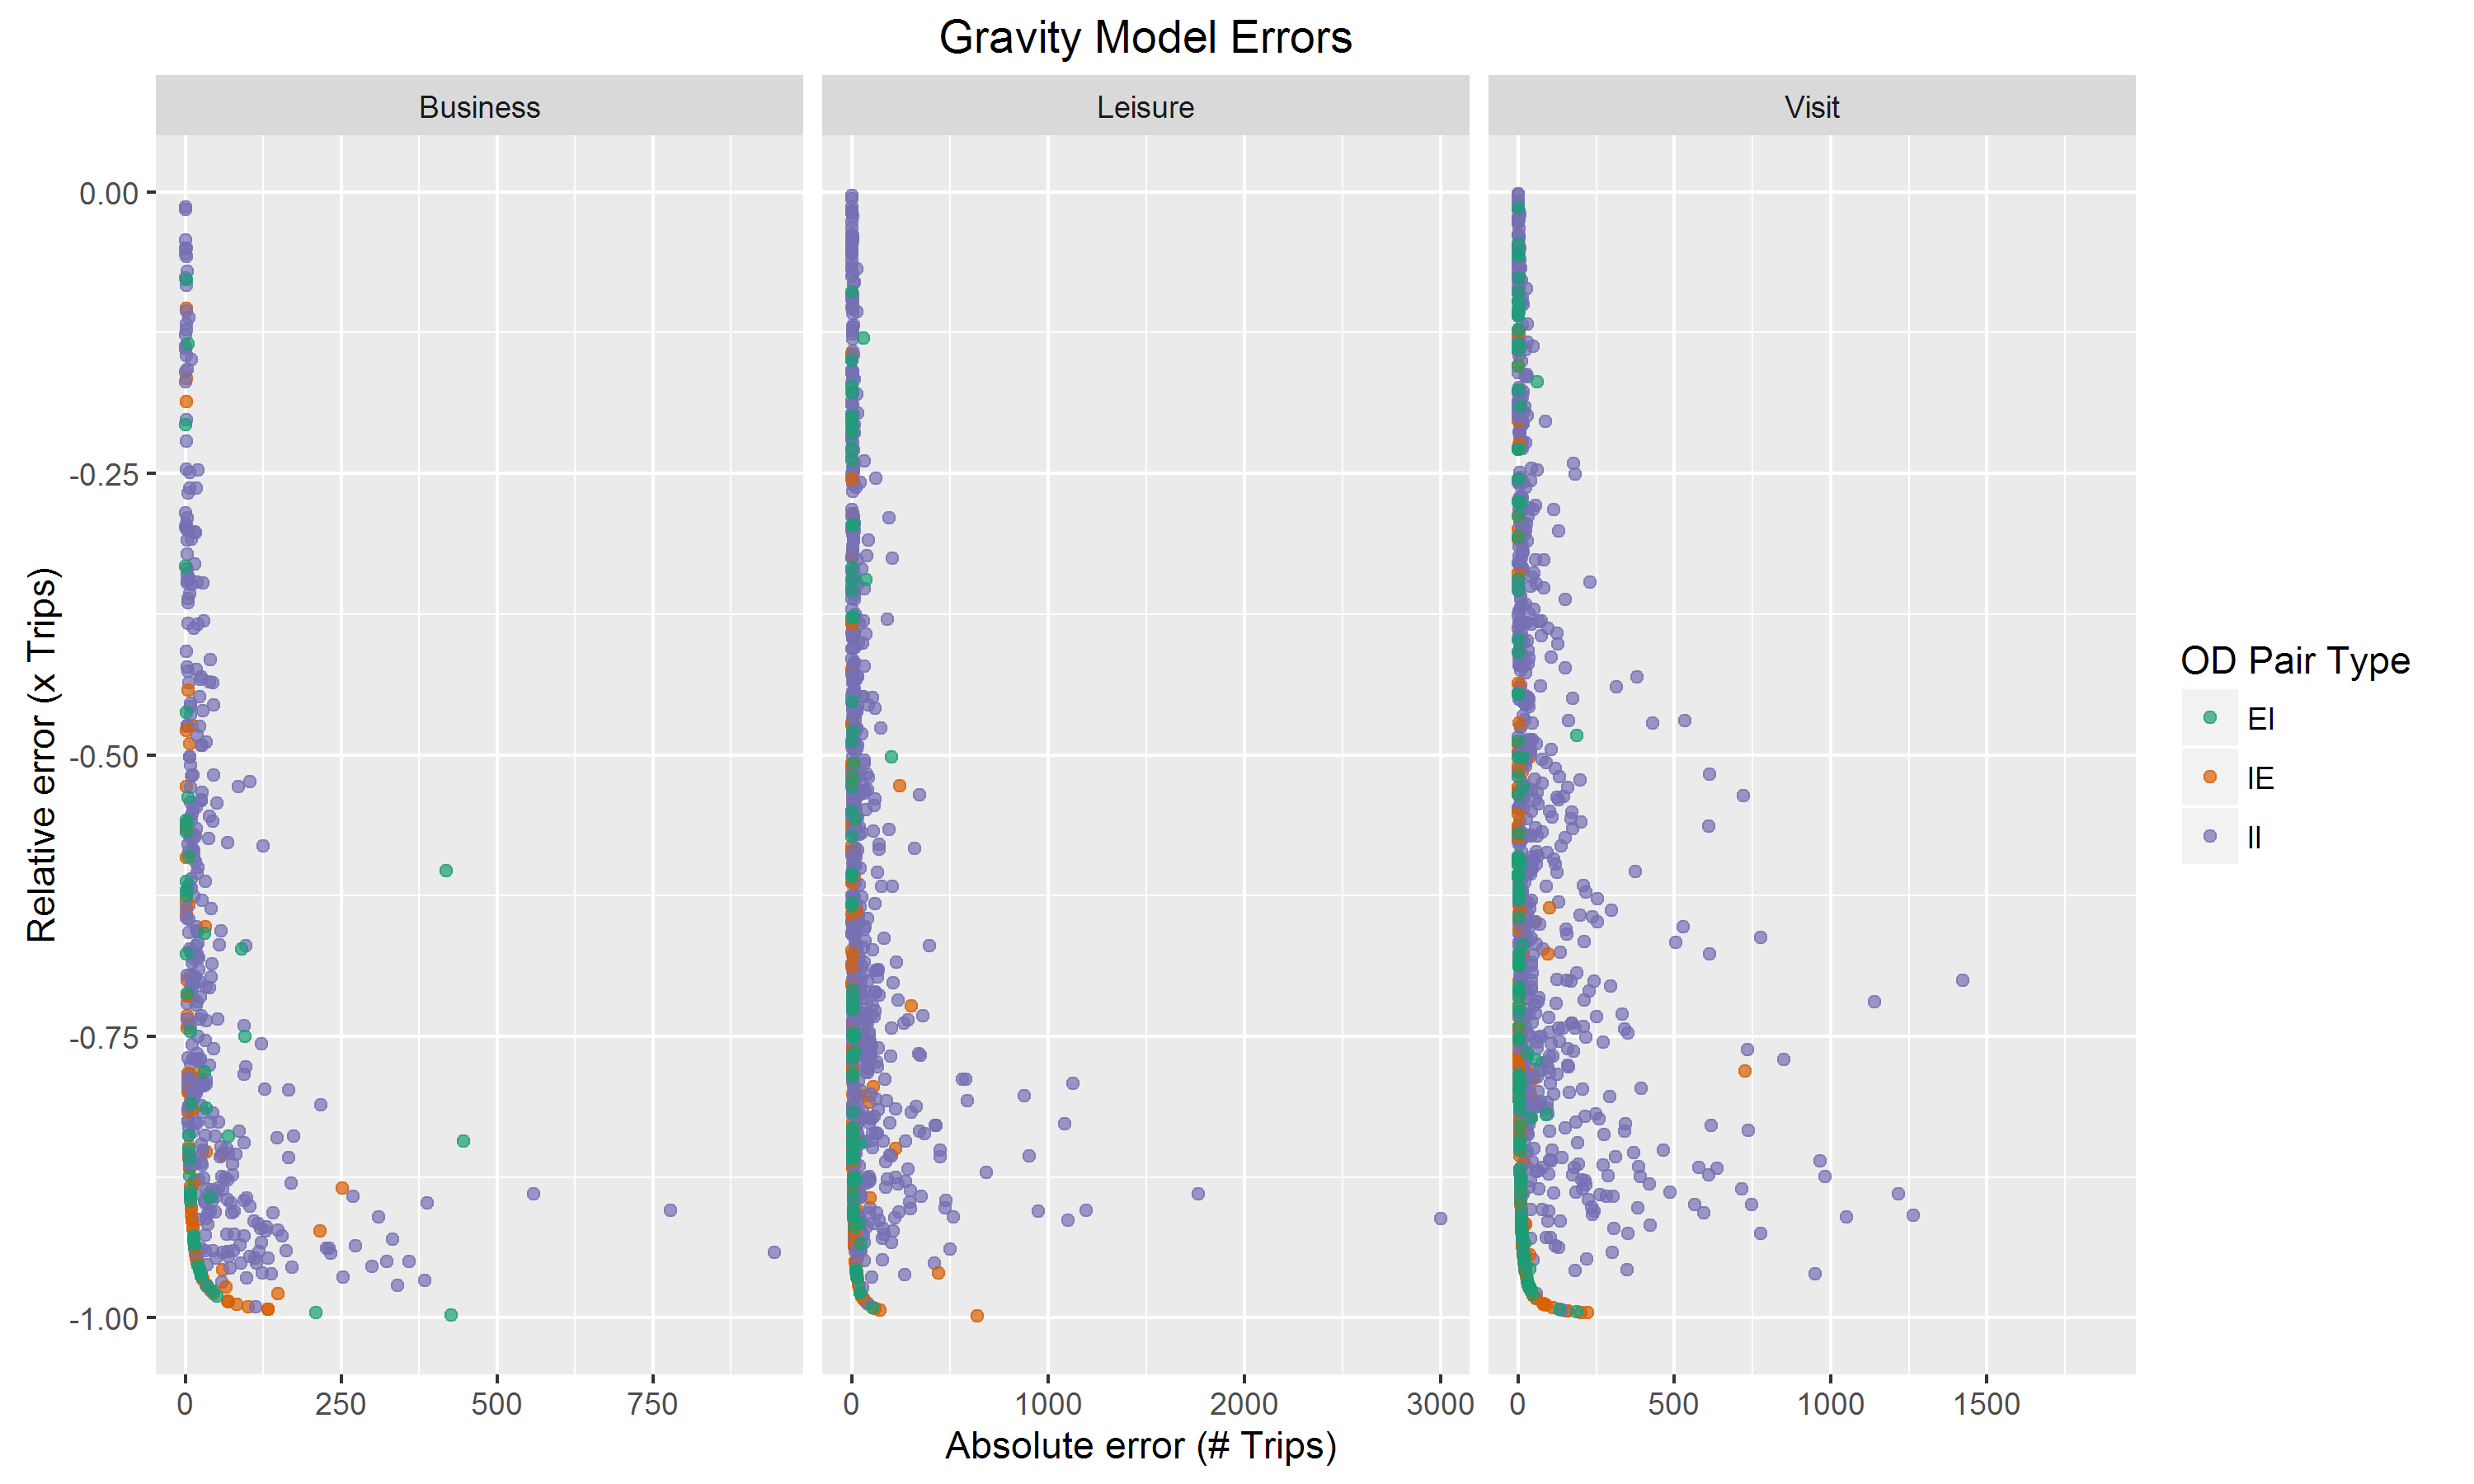 Gravity Model Errors
Business
Leisure
Visit
0.00
-0.25
-0.50
-0.75
-1.00
Relative error (x Trips)
0 250 500 750
0 1000 2000 3000
0 500 1000 1500
Absolute error (# Trips)
OD Pair Type
EI
IE
II